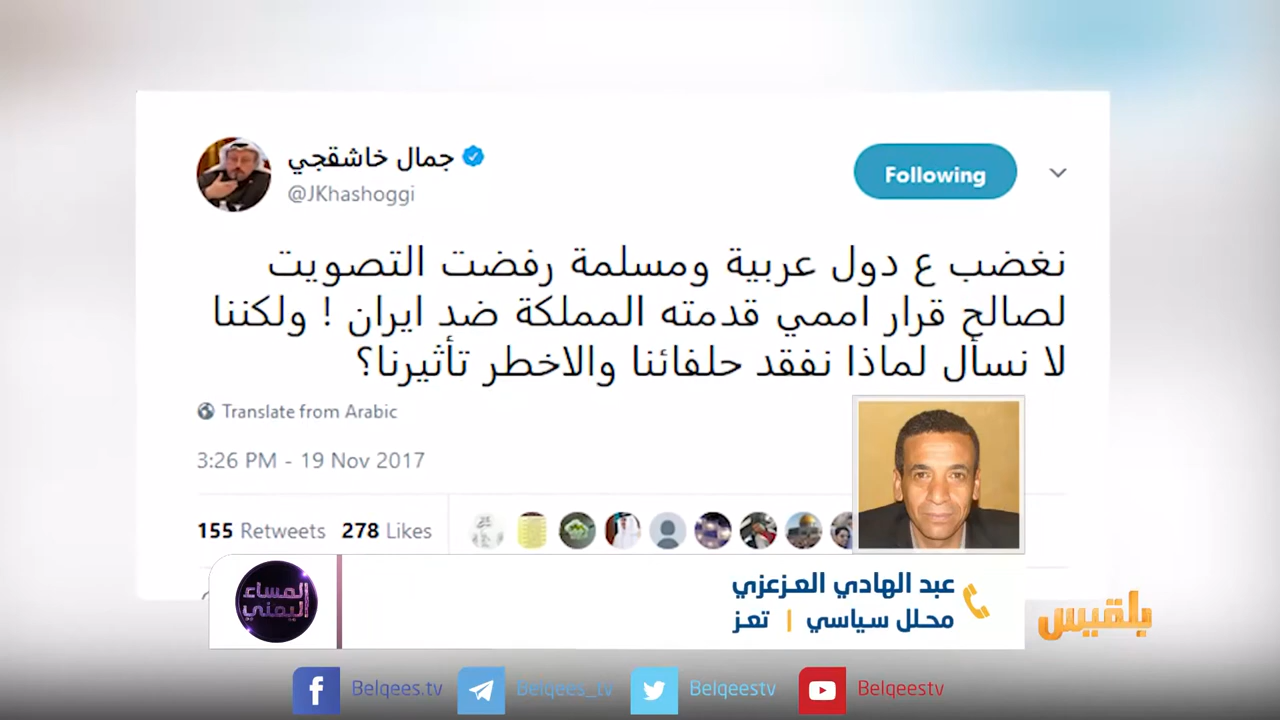 جمال خاشقجي
@JKhashoggi
Following
نغضب ع دول عربية ومسلمة رفضت التصويت
لصالح قرار اممي قدمته المملكة ضد ايران ! ولكننا
لا نسأل لماذا نفقد حلفائنا والاخطر تأثيرنا؟
Translate from Arabic
3:26 PM - 19 Nov 2017
155 Retweets 278 Likes
عبد الهادي العزعزي
محلل سياسي | تعز
المساء
اليمني
بلقيس
Belqees.tv
Belqees_tv
Belqeestv
Belqeestv